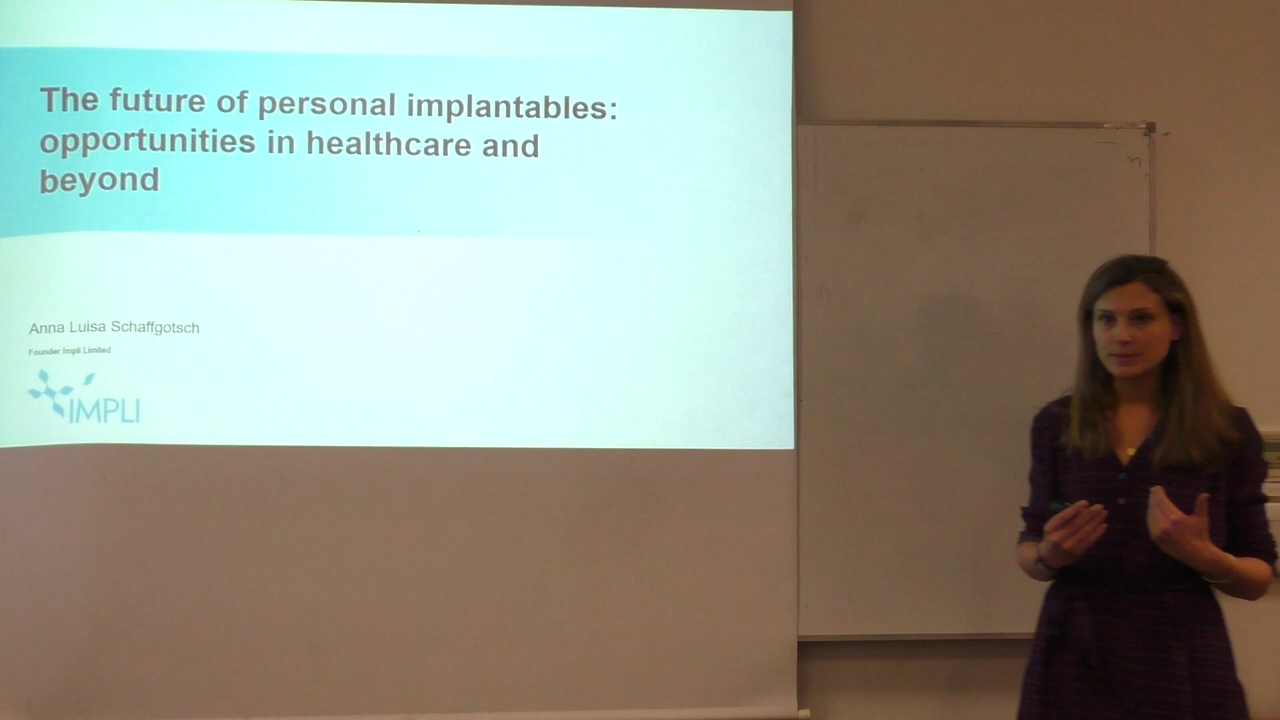 The future of personal implantables:
opportunities in healthcare and
beyond
Anna Luisa Schaffgotsch
Founder Impli Limited
IMPLI